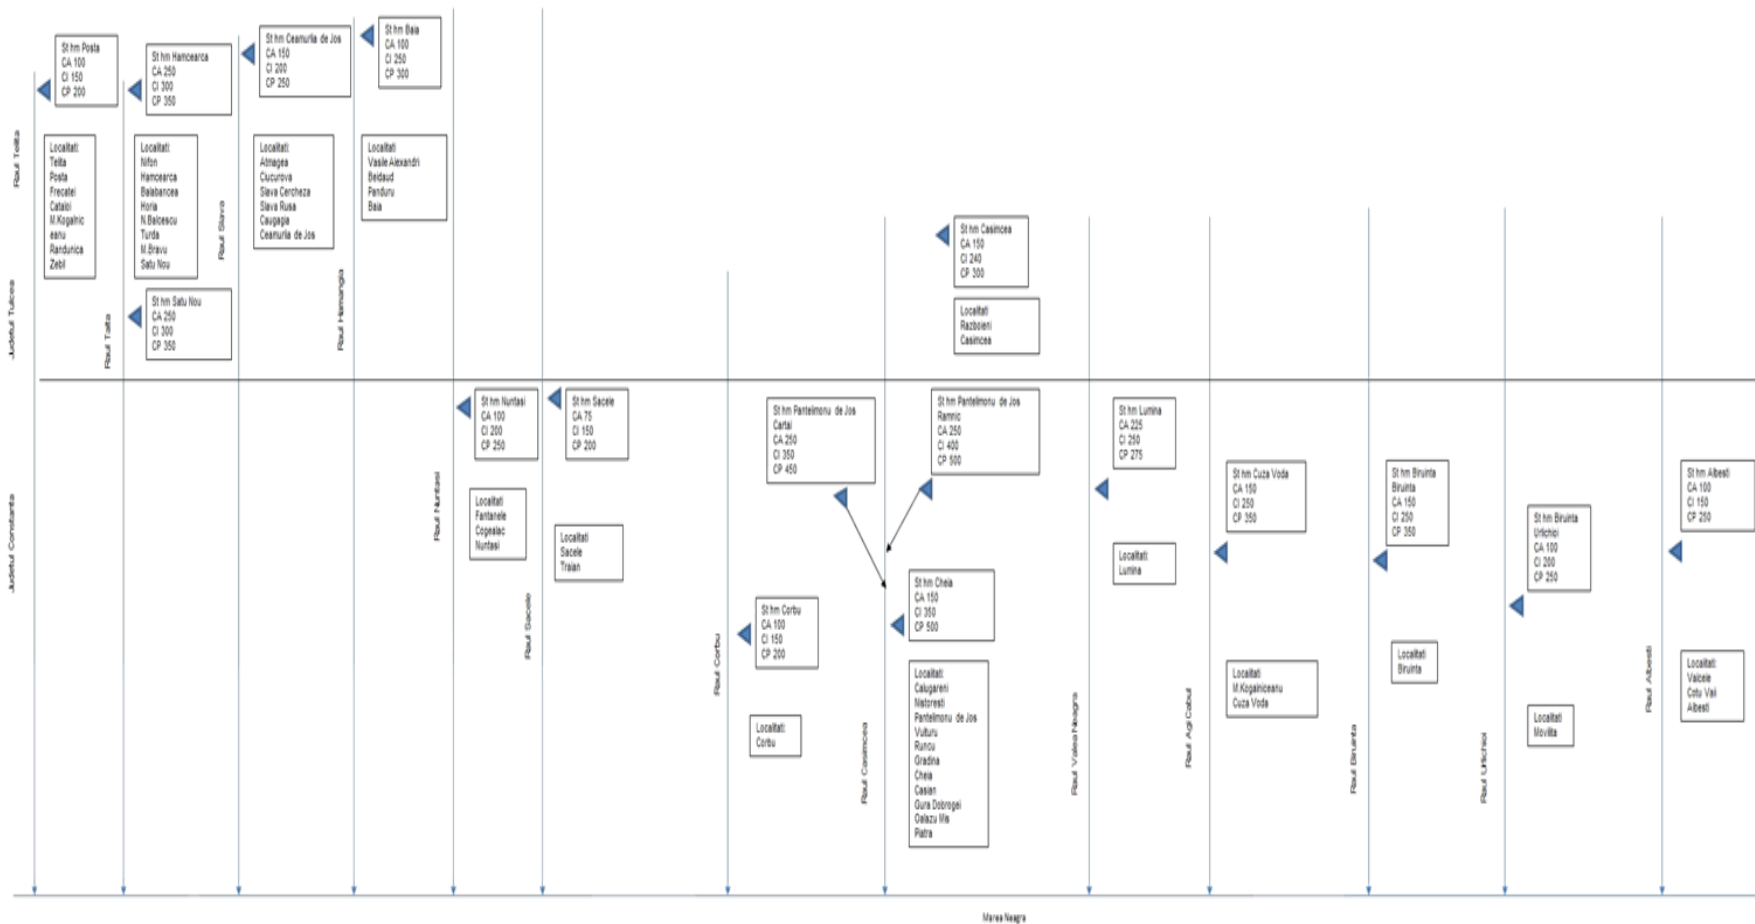 St hm Posta
CA 100
CI 150
CP 200
St hm Hamcearca
CA 250
CI 300
CP 350
St hm Ceamurlia de Jos
CA 150
CI 200
CP 250
St hm Baia
CA 100
CI 250
CP 300
Raul Telita
Localitati:
Telita
Posta
Frecatei
Cataloi
M.Kogalnic
eanu
Randunica
Zebil
Localitati:
Nifon
Hamcearca
Balabancea
Horia
N.Balcescu
Turda
M.Bravu
Satu Nou
Raul Slava
Localitati:
Atmagea
Ciucurova
Slava Cercheza
Slava Rusa
Caugagia
Ceamurlia de Jos
Localitati
Vasile Alexandri
Beidaud
Panduru
Baia
Raul Hamangia
St hm Casimcea
CA 150
CI 240
CP 300
Localitati
Razboieni
Casimcea
Judetul Tulcea
Raul Taita
St hm Satu Nou
CA 250
CI 300
CP 350
Judetul Constanta
Raul Nuntasi
St hm Nuntasi
CA 100
CI 200
CP 250
Localitati
Fantanele
Cogealac
Nuntasi
St hm Sacele
CA 75
CI 150
CP 200
Localitati
Sacele
Traian
Raul Sacele
St hm Pantelimonu de Jos
Cartal
CA 250
CI 350
CP 450
St hm Pantelimonu de Jos
Ramnic
CA 250
CI 400
CP 500
St hm Lumina
CA 225
CI 250
CP 275
Localitati:
Lumina
St hm Cuza Voda
CA 150
CI 250
CP 350
St hm Biruinta
Biruinta
CA 150
CI 250
CP 350
St hm Biruinta
Urlichioi
CA 100
CI 200
CP 250
St hm Albesti
CA 100
CI 150
CP 250
St hm Corbu
CA 100
CI 150
CP 200
Localitati:
Corbu
Raul Corbu
St hm Cheia
CA 150
CI 350
CP 500
Localitati:
Calugareni
Nistoresti
Pantelimonu de Jos
Vulturu
Runcu
Gradina
Cheia
Casian
Gura Dobrogei
Galazu Mis
Piatra
Raul Casimcea
Raul Valea Neagra
Raul Agi Cabul
Localitati
M.Kogalniceanu
Cuza Voda
Localitati
Biruinta
Raul Biruinta
Localitati
Movilita
Raul Urlichioi
Raul Albesti
Localitati:
Valcele
Cotu Vaii
Albesti
Marea Neagra